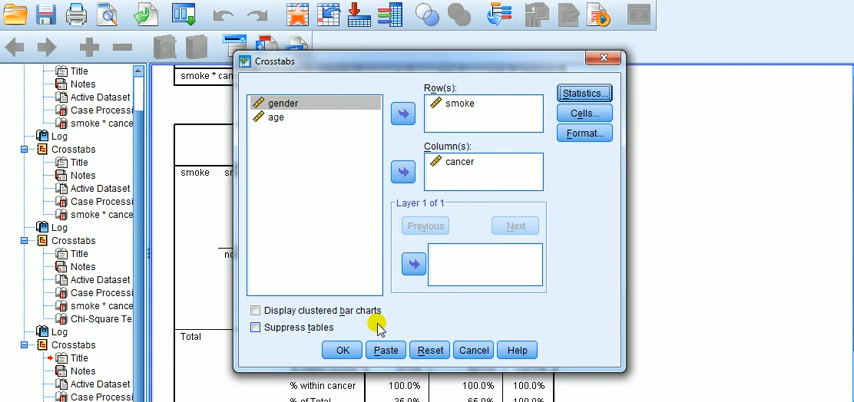 Title
Notes
Active Dataset
Case Processi
smoke * cance
Log
Crosstabs
Title
Notes
Active Dataset
Case Processi
smoke * cance
Log
Crosstabs
Title
Notes
Active Dataset
Case Processi
smoke * cance
Chi-Square Te
Log
Crosstabs
Title
Notes
Active Dataset
Case Processi
smoke * can
smoke
Total
% within cancer 100.0% 100.0% 100.0%
% of Total 100.0%
Crosstabs
gender
age
Row(s):
smoke
Column(s):
cancer
Layer 1 of 1
Previous Next
Statistics...
Cells...
Format...
Display clustered bar charts
Suppress tables
OK Paste Reset Cancel Help